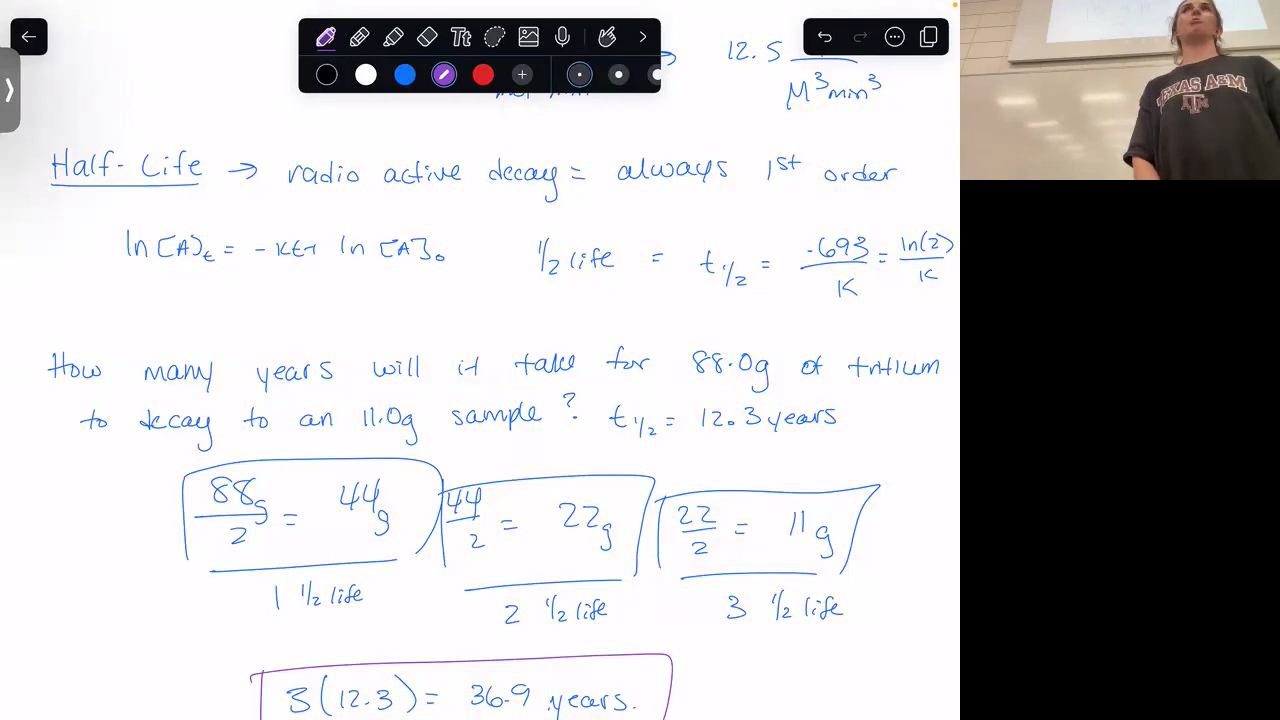 Tt
12.5
M³min³
TEXAS A&M
Half-Life → radio active decay = always 1st order
ln[A]t = -kt+ ln [A]₀ 1/2 life = t1/2 = .693/K = ln(2)/K
How many years will it take for 88.0g of tritium
to decay to an 11.0g sample? t1/2 = 12.3 years
88g/2 = 44g 44/2 = 22g 22/2 = 11g
1 1/2 life 2 1/2 life 3 1/2 life
3(12.3) = 36.9 years.